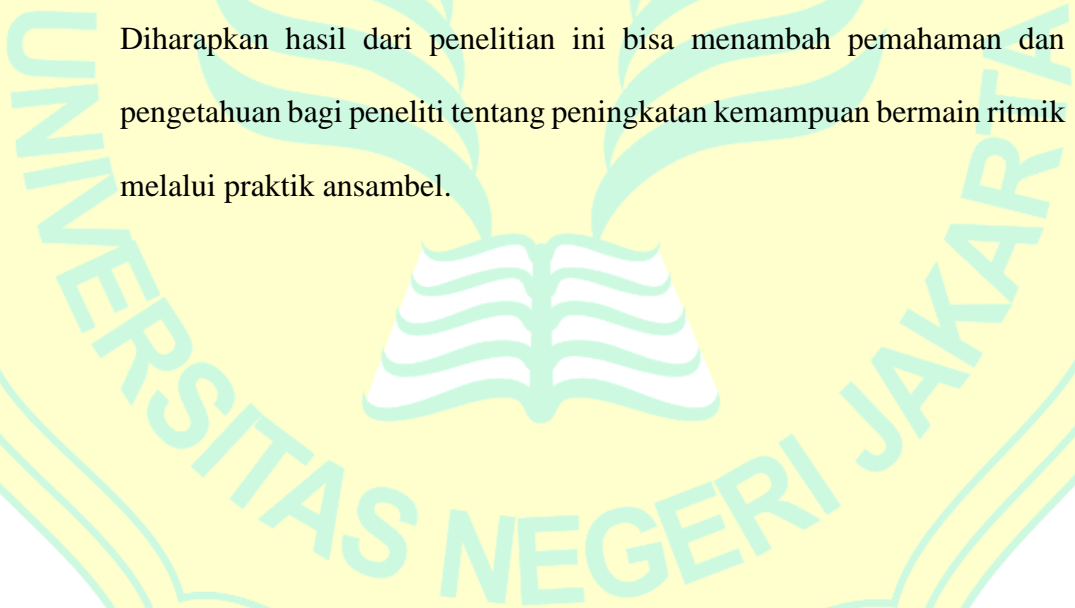 Diharapkan hasil dari penelitian ini bisa menambah pemahaman dan
pengetahuan bagi peneliti tentang peningkatan kemampuan bermain ritmik
melalui praktik ansambel.
UNIVERSITAS NEGERI JAKARTA